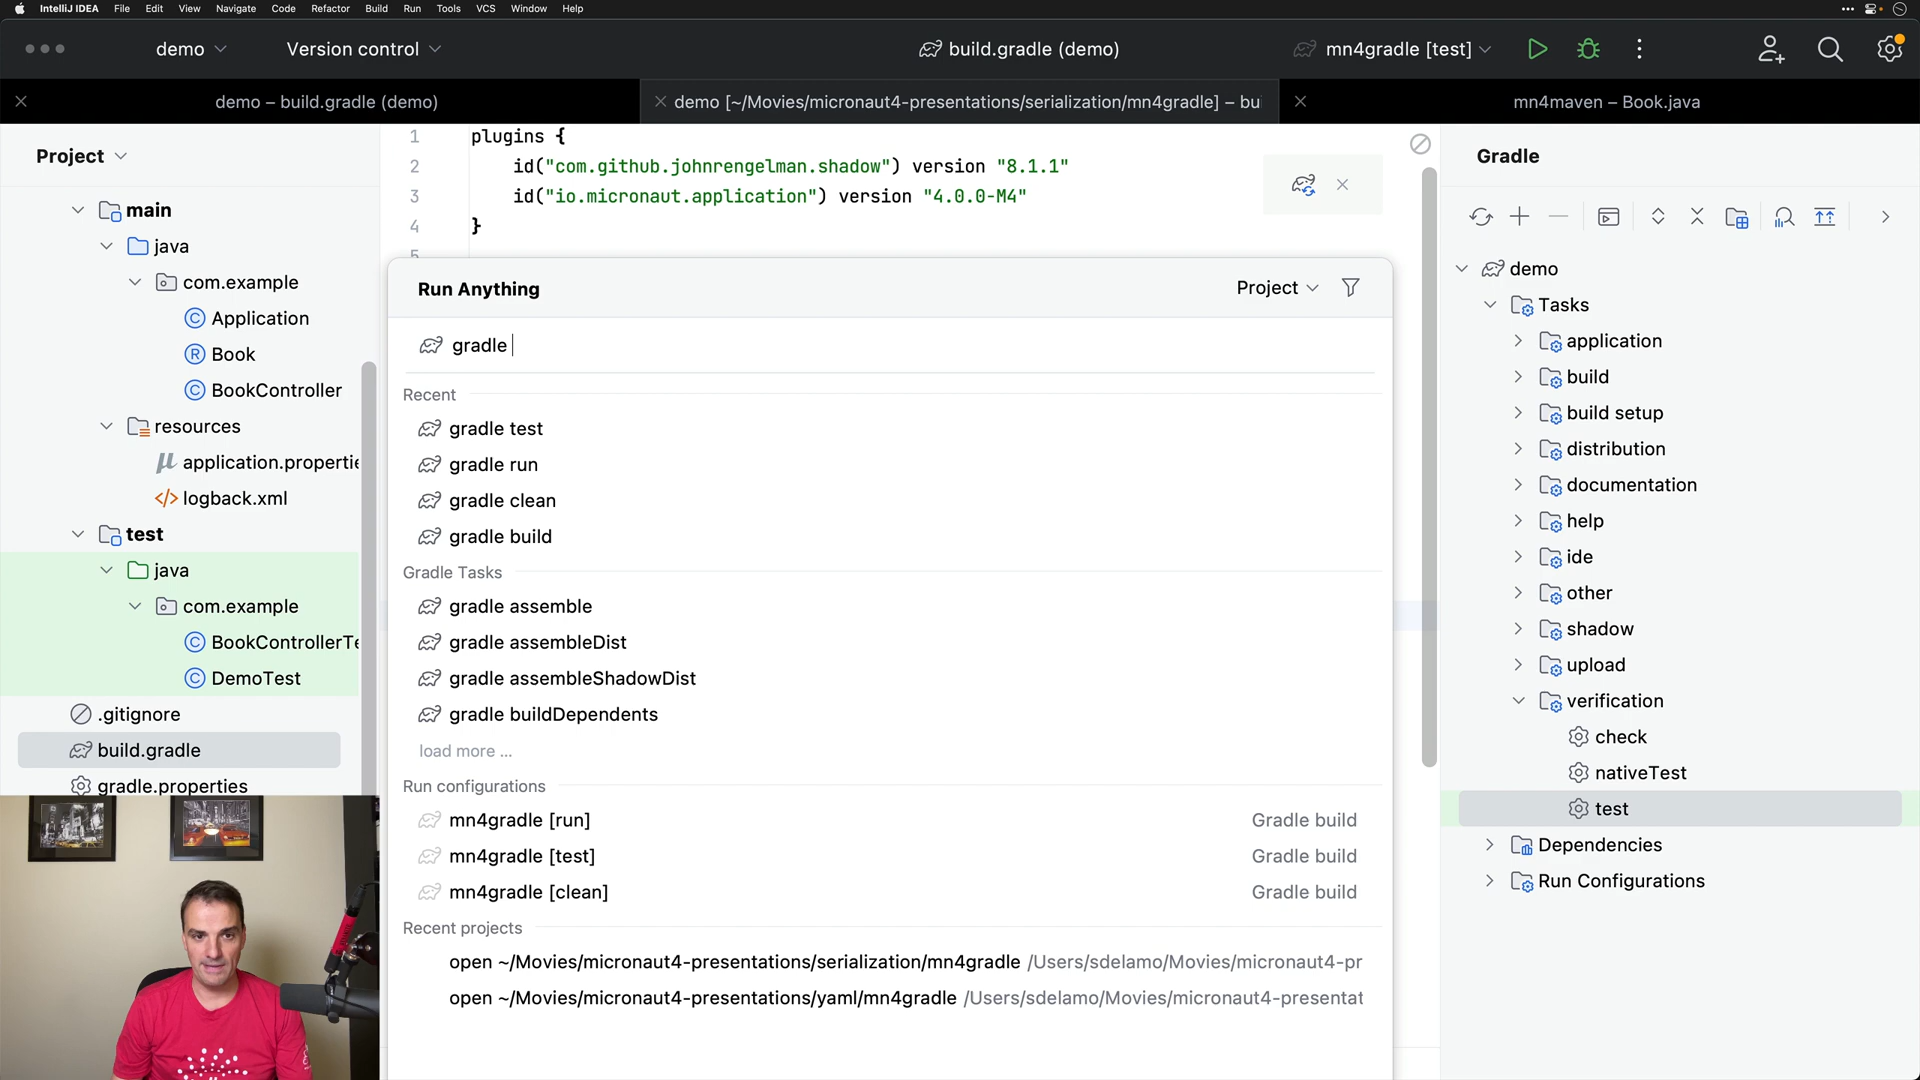 IntelliJ IDEA File Edit View Navigate Code Refactor Build Run Tools VCS Window Help
demo Version control build.gradle (demo) mn4gradle [test]
demo – build.gradle (demo) demo [~/Movies/micronaut4-presentations/serialization/mn4gradle] – bu mn4maven – Book.java
Project
main
java
com.example
C Application
R Book
C BookController
resources
μ application.propertie
</> logback.xml
test
java
com.example
C BookControllerTe
C DemoTest
.gitignore
build.gradle
gradle.properties
1 plugins {
2 id("com.github.johnrengelman.shadow") version "8.1.1"
3 id("io.micronaut.application") version "4.0.0-M4"
4 }
5
Run Anything Project
gradle
Recent
gradle test
gradle run
gradle clean
gradle build
Gradle Tasks
gradle assemble
gradle assembleDist
gradle assembleShadowDist
gradle buildDependents
load more ...
Run configurations
mn4gradle [run] Gradle build
mn4gradle [test] Gradle build
mn4gradle [clean] Gradle build
Recent projects
open ~/Movies/micronaut4-presentations/serialization/mn4gradle /Users/sdelamo/Movies/micronaut4-pr
open ~/Movies/micronaut4-presentations/yaml/mn4gradle /Users/sdelamo/Movies/micronaut4-presentat
Gradle
demo
Tasks
application
build
build setup
distribution
documentation
help
ide
other
shadow
upload
verification
check
nativeTest
test
Dependencies
Run Configurations